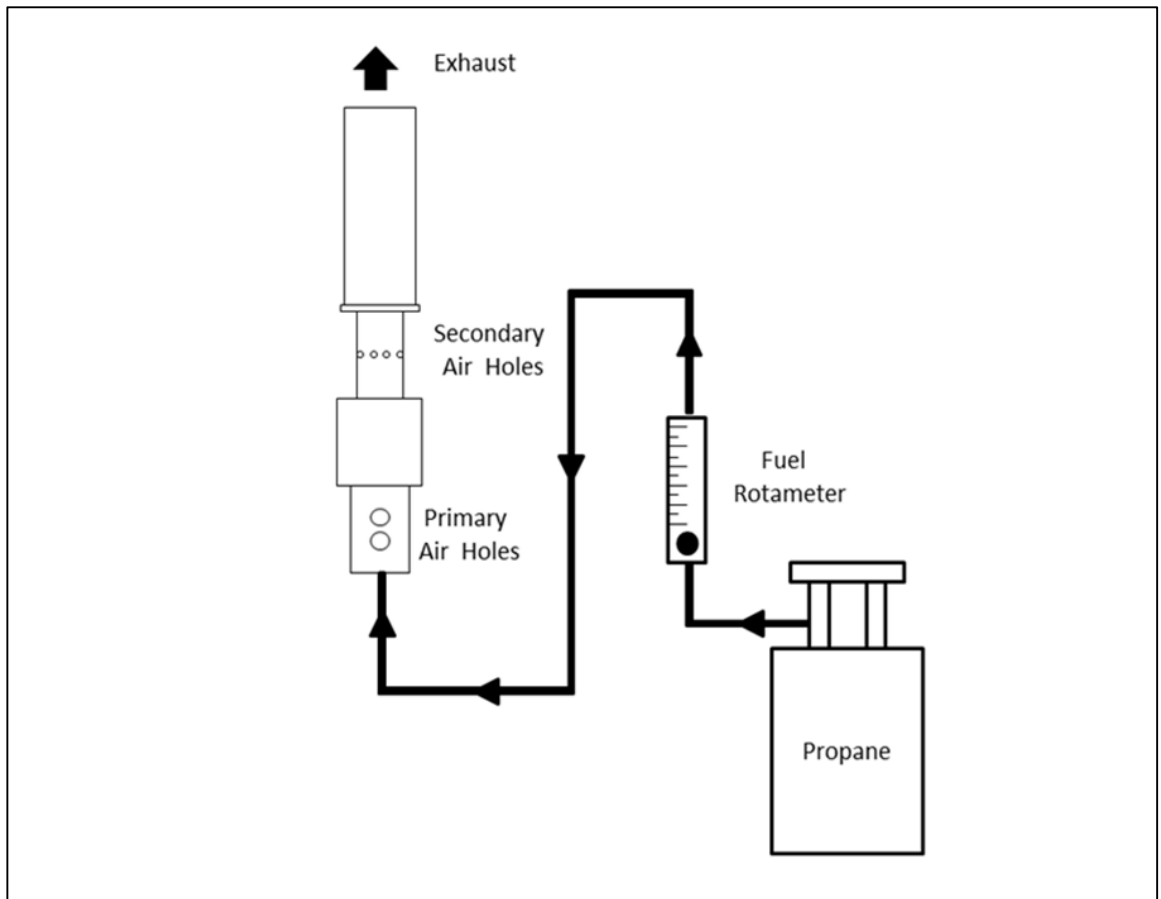 Exhaust
Secondary
Air Holes
Fuel
Rotameter
Primary
Air Holes
Propane